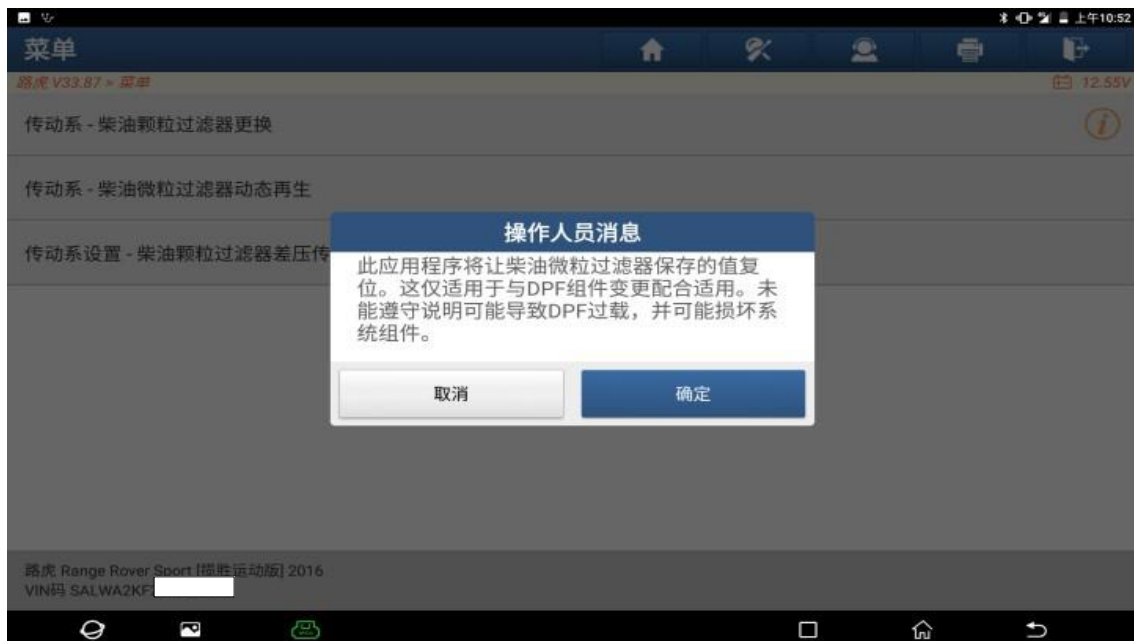 上午10:52
菜单
路虎 V33.87 > 菜单
12.55V
传动系 - 柴油颗粒过滤器更换
传动系 - 柴油微粒过滤器动态再生
传动系设置 - 柴油颗粒过滤器差压传
操作人员消息
此应用程序将让柴油微粒过滤器保存的值复
位。这仅适用于与DPF组件变更配合适用。未
能遵守说明可能导致DPF过载，并可能损坏系
统组件。
取消
确定
路虎 Range Rover Sport [揽胜运动版] 2016
VIN码 SALWA2KF